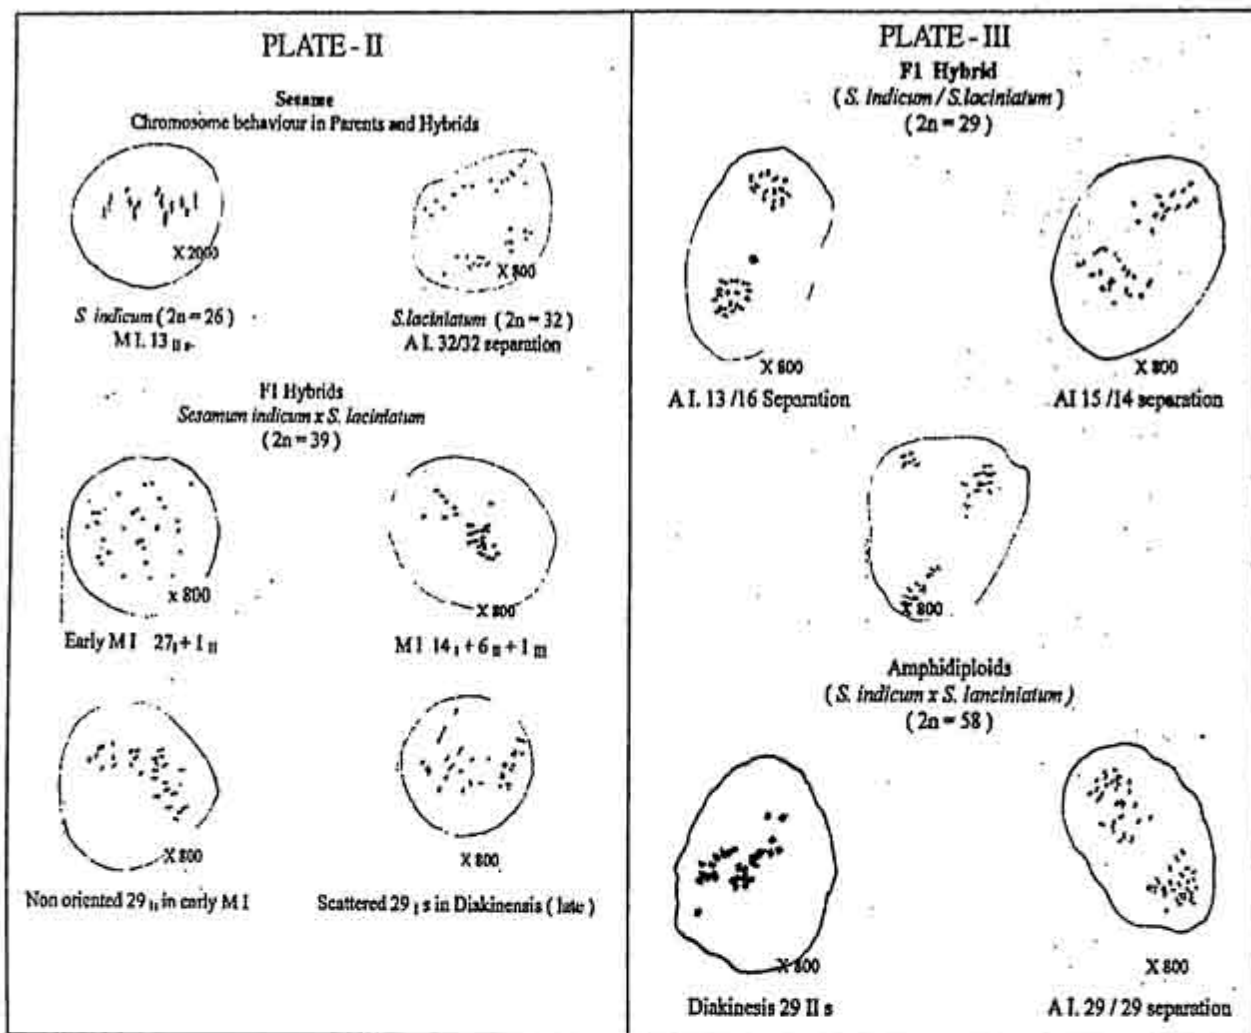 PLATE - II
Sesame
Chromosome behaviour in Parents and Hybrids
X 2000
X 800
S. indicum (2n = 26)
M I. 13 II s.
S.laciniatum (2n = 32)
A I. 32/32 separation
F1 Hybrids
Sesamum indicum x S. laciniatum
(2n = 39)
x 800
X 800
Early M I 27I + 1 II
M I 14 I + 6 II + 1 III
X 800
X 800
Non oriented 29 II in early M I
Scattered 29 I s in Diakinensis ( late )
PLATE - III
F1 Hybrid
( S. indicum / S.laciniatum )
( 2n = 29 )
X 800
X 800
A I. 13 /16 Separation
AI 15 /14 separation
X 800
Amphidiploids
( S. indicum x S. lanciniatum )
( 2n = 58 )
X 800
X 800
Diakinesis 29 II s
A I. 29 / 29 separation